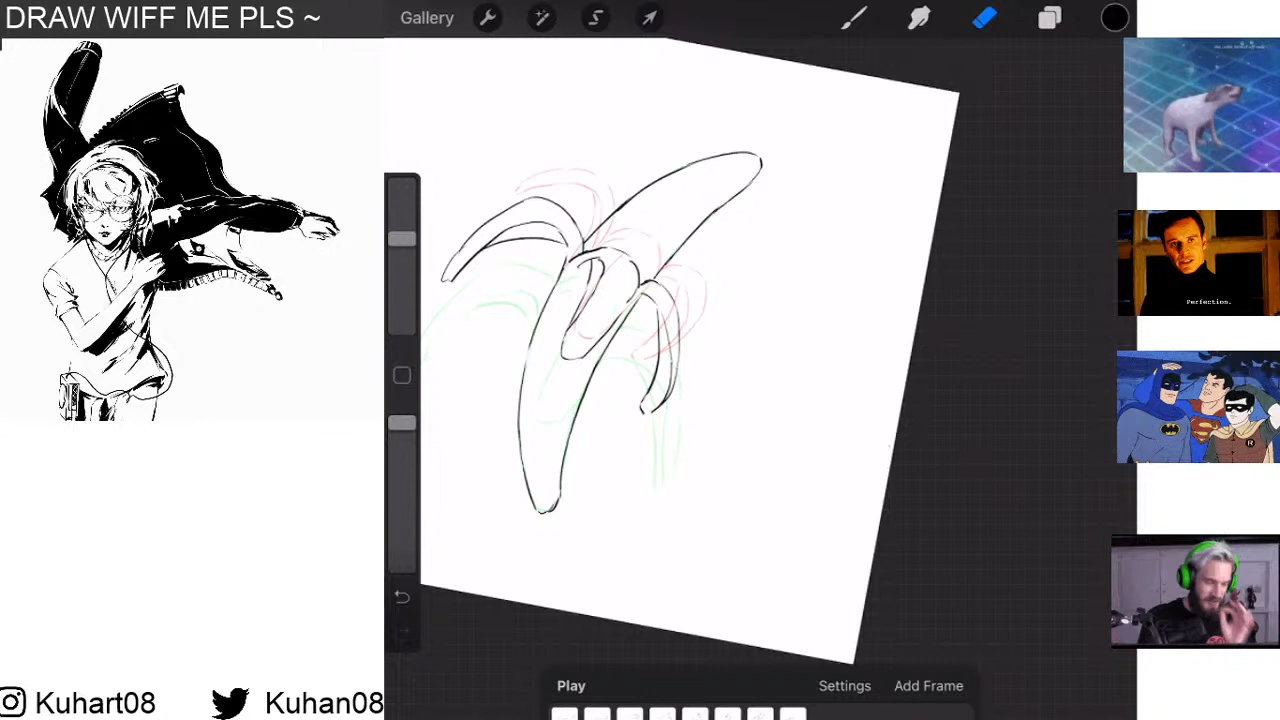 DRAW WIFF ME PLS ~
Gallery
Perfection.
R
Play
Settings
Add Frame
Kuhart08
Kuhan08